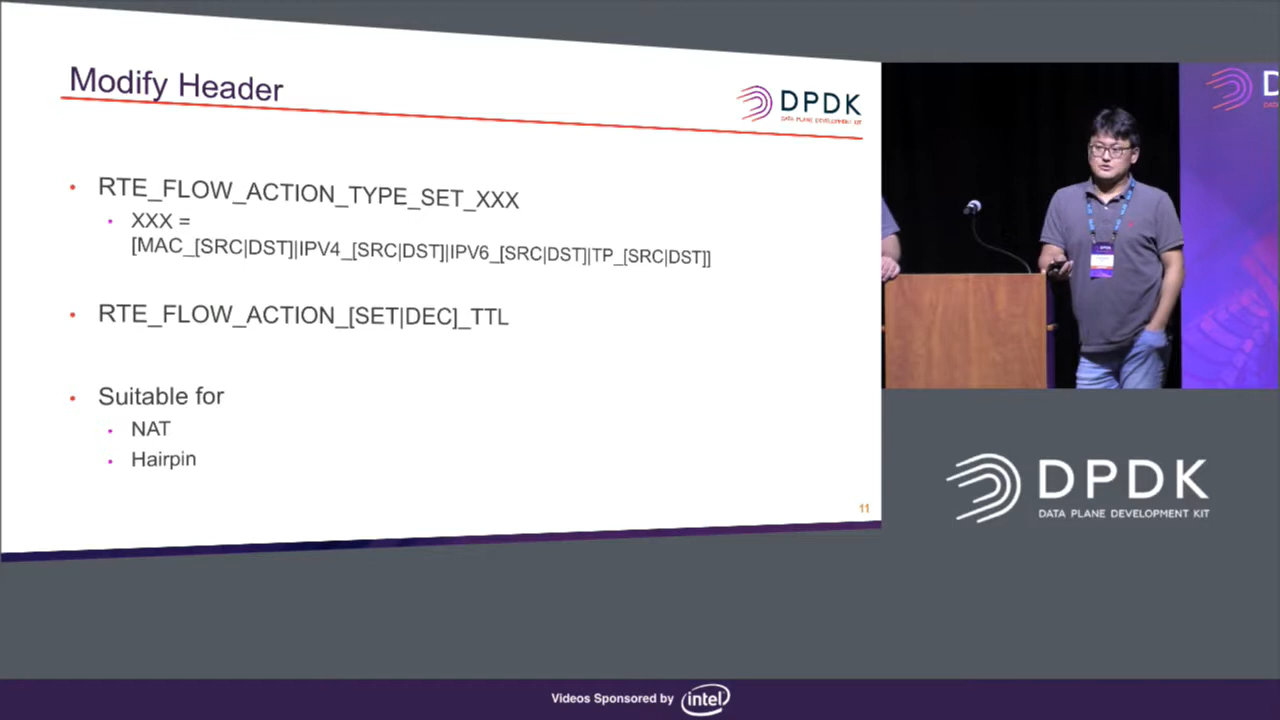 Modify Header
DPDK
DATA PLANE DEVELOPMENT KIT
• RTE_FLOW_ACTION_TYPE_SET_XXX
• XXX =
[MAC_[SRC|DST]|IPV4_[SRC|DST]|IPV6_[SRC|DST]|TP_[SRC|DST]]
• RTE_FLOW_ACTION_[SET|DEC]_TTL
• Suitable for
• NAT
• Hairpin
11
D
DPDK
DATA PLANE DEVELOPMENT KIT
Videos Sponsored by intel